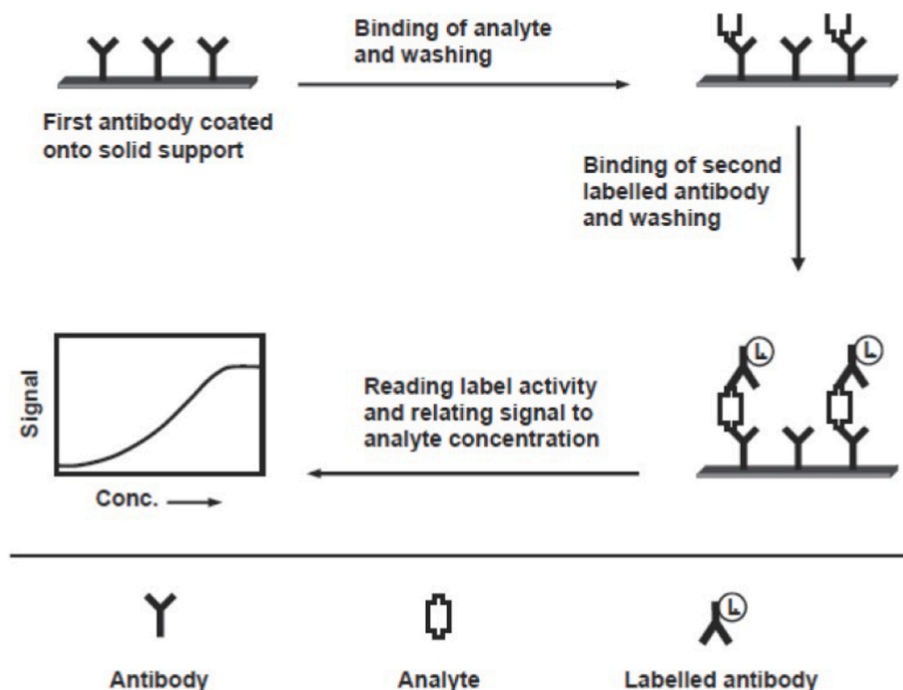 Binding of analyte
and washing
First antibody coated
onto solid support
Binding of second
labelled antibody
and washing
L
L
Signal
Reading label activity
and relating signal to
analyte concentration
Conc.
L
Antibody
Analyte
Labelled antibody